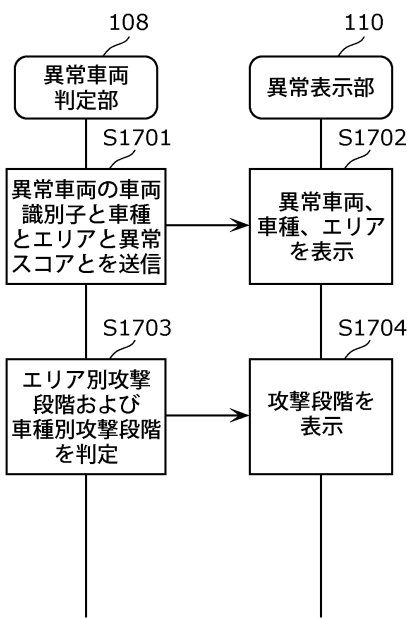 108
異常車両
判定部
110
異常表示部
S1701
異常車両の車両
識別子と車種
とエリアと異常
スコアとを送信
S1702
異常車両、
車種、エリア
を表示
S1703
エリア別攻撃
段階および
車種別攻撃段階
を判定
S1704
攻撃段階を
表示